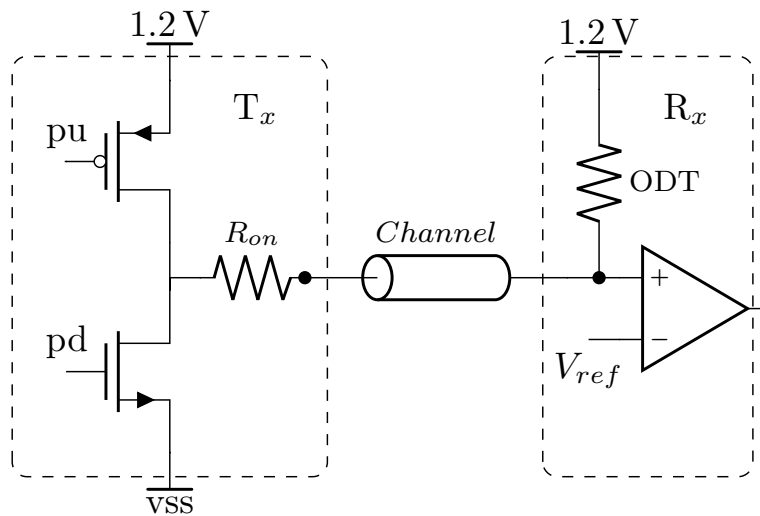 1.2 V
1.2 V
T_x
R_x
pu
ODT
R_on
Channel
+
pd
−
V_ref
vss